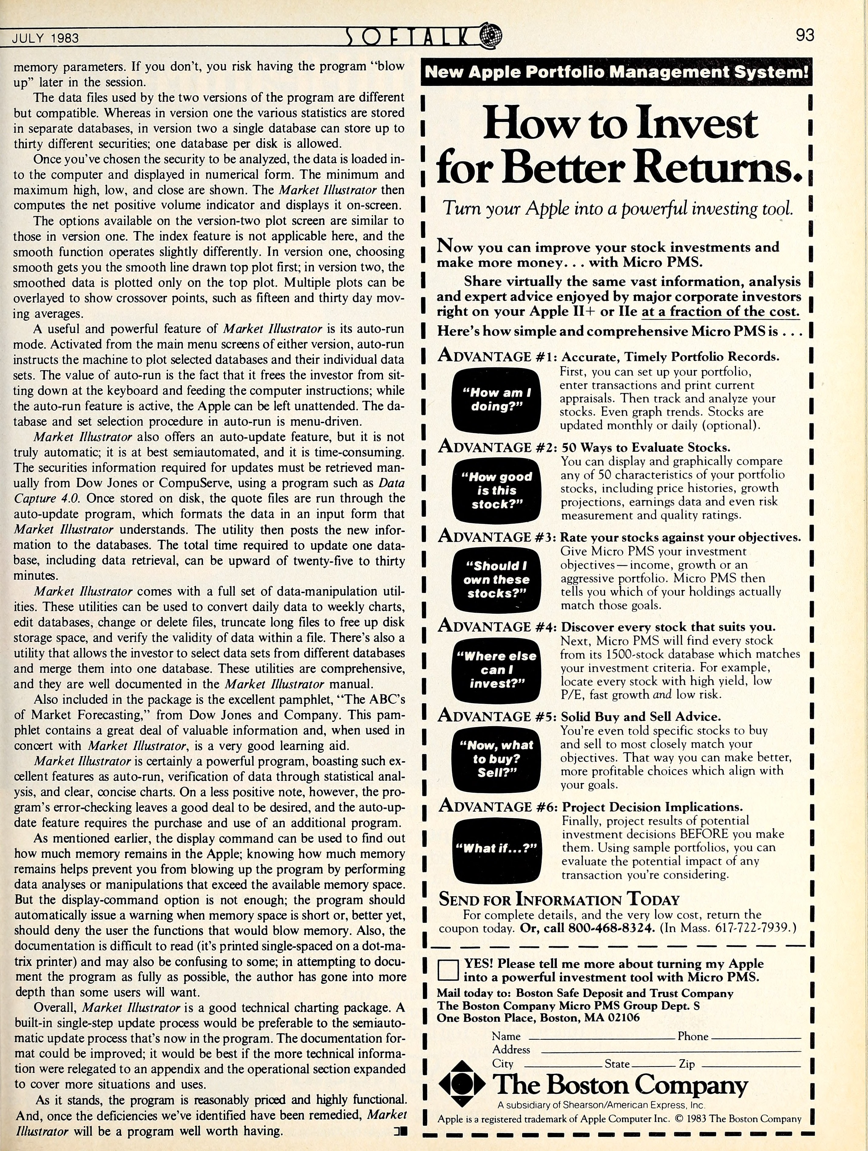 JULY 1983
SOFTALK
93
memory parameters. If you don't, you risk having the program "blow
up" later in the session.
The data files used by the two versions of the program are different
but compatible. Whereas in version one the various statistics are stored
in separate databases, in version two a single database can store up to
thirty different securities; one database per disk is allowed.
Once you've chosen the security to be analyzed, the data is loaded in-
to the computer and displayed in numerical form. The minimum and
maximum high, low, and close are shown. The Market Illustrator then
computes the net positive volume indicator and displays it on-screen.
The options available on the version-two plot screen are similar to
those in version one. The index feature is not applicable here, and the
smooth function operates slightly differently. In version one, choosing
smooth gets you the smooth line drawn top plot first; in version two, the
smoothed data is plotted only on the top plot. Multiple plots can be
overlayed to show crossover points, such as fifteen and thirty day mov-
ing averages.
A useful and powerful feature of Market Illustrator is its auto-run
mode. Activated from the main menu screens of either version, auto-run
instructs the machine to plot selected databases and their individual data
sets. The value of auto-run is the fact that it frees the investor from sit-
ting down at the keyboard and feeding the computer instructions; while
the auto-run feature is active, the Apple can be left unattended. The da-
tabase and set selection procedure in auto-run is menu-driven.
Market Illustrator also offers an auto-update feature, but it is not
truly automatic; it is at best semiautomated, and it is time-consuming.
The securities information required for updates must be retrieved man-
ually from Dow Jones or CompuServe, using a program such as Data
Capture 4.0. Once stored on disk, the quote files are run through the
auto-update program, which formats the data in an input form that
Market Illustrator understands. The utility then posts the new infor-
mation to the databases. The total time required to update one data-
base, including data retrieval, can be upward of twenty-five to thirty
minutes.
Market Illustrator comes with a full set of data-manipulation util-
ities. These utilities can be used to convert daily data to weekly charts,
edit databases, change or delete files, truncate long files to free up disk
storage space, and verify the validity of data within a file. There's also a
utility that allows the investor to select data sets from different databases
and merge them into one database. These utilities are comprehensive,
and they are well documented in the Market Illustrator manual.
Also included in the package is the excellent pamphlet, "The ABC's
of Market Forecasting," from Dow Jones and Company. This pam-
phlet contains a great deal of valuable information and, when used in
concert with Market Illustrator, is a very good learning aid.
Market Illustrator is certainly a powerful program, boasting such ex-
cellent features as auto-run, verification of data through statistical anal-
ysis, and clear, concise charts. On a less positive note, however, the pro-
gram's error-checking leaves a good deal to be desired, and the auto-up-
date feature requires the purchase and use of an additional program.
As mentioned earlier, the display command can be used to find out
how much memory remains in the Apple; knowing how much memory
remains helps prevent you from blowing up the program by performing
data analyses or manipulations that exceed the available memory space.
But the display-command option is not enough; the program should
automatically issue a warning when memory space is short or, better yet,
should deny the user the functions that would blow memory. Also, the
documentation is difficult to read (it's printed single-spaced on a dot-ma-
trix printer) and may also be confusing to some; in attempting to docu-
ment the program as fully as possible, the author has gone into more
depth than some users will want.
Overall, Market Illustrator is a good technical charting package. A
built-in single-step update process would be preferable to the semiauto-
matic update process that's now in the program. The documentation for-
mat could be improved; it would be best if the more technical informa-
tion were relegated to an appendix and the operational section expanded
to cover more situations and uses.
As it stands, the program is reasonably priced and highly functional.
And, once the deficiencies we've identified have been remedied, Market
Illustrator will be a program well worth having.
New Apple Portfolio Management System!
How to Invest
for Better Returns.
Turn your Apple into a powerful investing tool.
Now you can improve your stock investments and
make more money. . . with Micro PMS.
Share virtually the same vast information, analysis
and expert advice enjoyed by major corporate investors
right on your Apple II+ or IIe at a fraction of the cost.
Here's how simple and comprehensive Micro PMS is . . .
ADVANTAGE #1: Accurate, Timely Portfolio Records.
"How am I
doing?"
First, you can set up your portfolio,
enter transactions and print current
appraisals. Then track and analyze your
stocks. Even graph trends. Stocks are
updated monthly or daily (optional).
ADVANTAGE #2: 50 Ways to Evaluate Stocks.
"How good
is this
stock?"
You can display and graphically compare
any of 50 characteristics of your portfolio
stocks, including price histories, growth
projections, earnings data and even risk
measurement and quality ratings.
ADVANTAGE #3: Rate your stocks against your objectives.
"Should I
own these
stocks?"
Give Micro PMS your investment
objectives—income, growth or an
aggressive portfolio. Micro PMS then
tells you which of your holdings actually
match those goals.
ADVANTAGE #4: Discover every stock that suits you.
"Where else
can I
invest?"
Next, Micro PMS will find every stock
from its 1500-stock database which matches
your investment criteria. For example,
locate every stock with high yield, low
P/E, fast growth and low risk.
ADVANTAGE #5: Solid Buy and Sell Advice.
"Now, what
to buy?
Sell?"
You're even told specific stocks to buy
and sell to most closely match your
objectives. That way you can make better,
more profitable choices which align with
your goals.
ADVANTAGE #6: Project Decision Implications.
"What if...?"
Finally, project results of potential
investment decisions BEFORE you make
them. Using sample portfolios, you can
evaluate the potential impact of any
transaction you're considering.
SEND FOR INFORMATION TODAY
For complete details, and the very low cost, return the
coupon today. Or, call 800-468-8324. (In Mass. 617-722-7939.)
YES! Please tell me more about turning my Apple
into a powerful investment tool with Micro PMS.
Mail today to: Boston Safe Deposit and Trust Company
The Boston Company Micro PMS Group Dept. S
One Boston Place, Boston, MA 02106
Name Phone
Address
City State Zip
The Boston Company
A subsidiary of Shearson/American Express, Inc.
Apple is a registered trademark of Apple Computer Inc. © 1983 The Boston Company